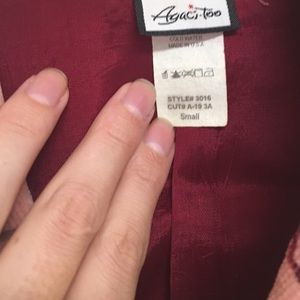 Agaci.Too
COLD WATER
MADE IN U.S.A.
STYLE# 3016
CUT# A-19 3A
Small